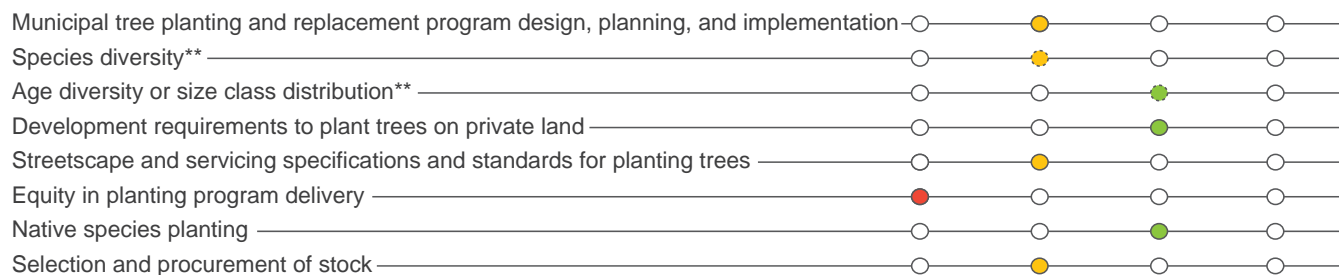 Municipal tree planting and replacement program design, planning, and implementation
Species diversity**
Age diversity or size class distribution**
Development requirements to plant trees on private land
Streetscape and servicing specifications and standards for planting trees
Equity in planting program delivery
Native species planting
Selection and procurement of stock